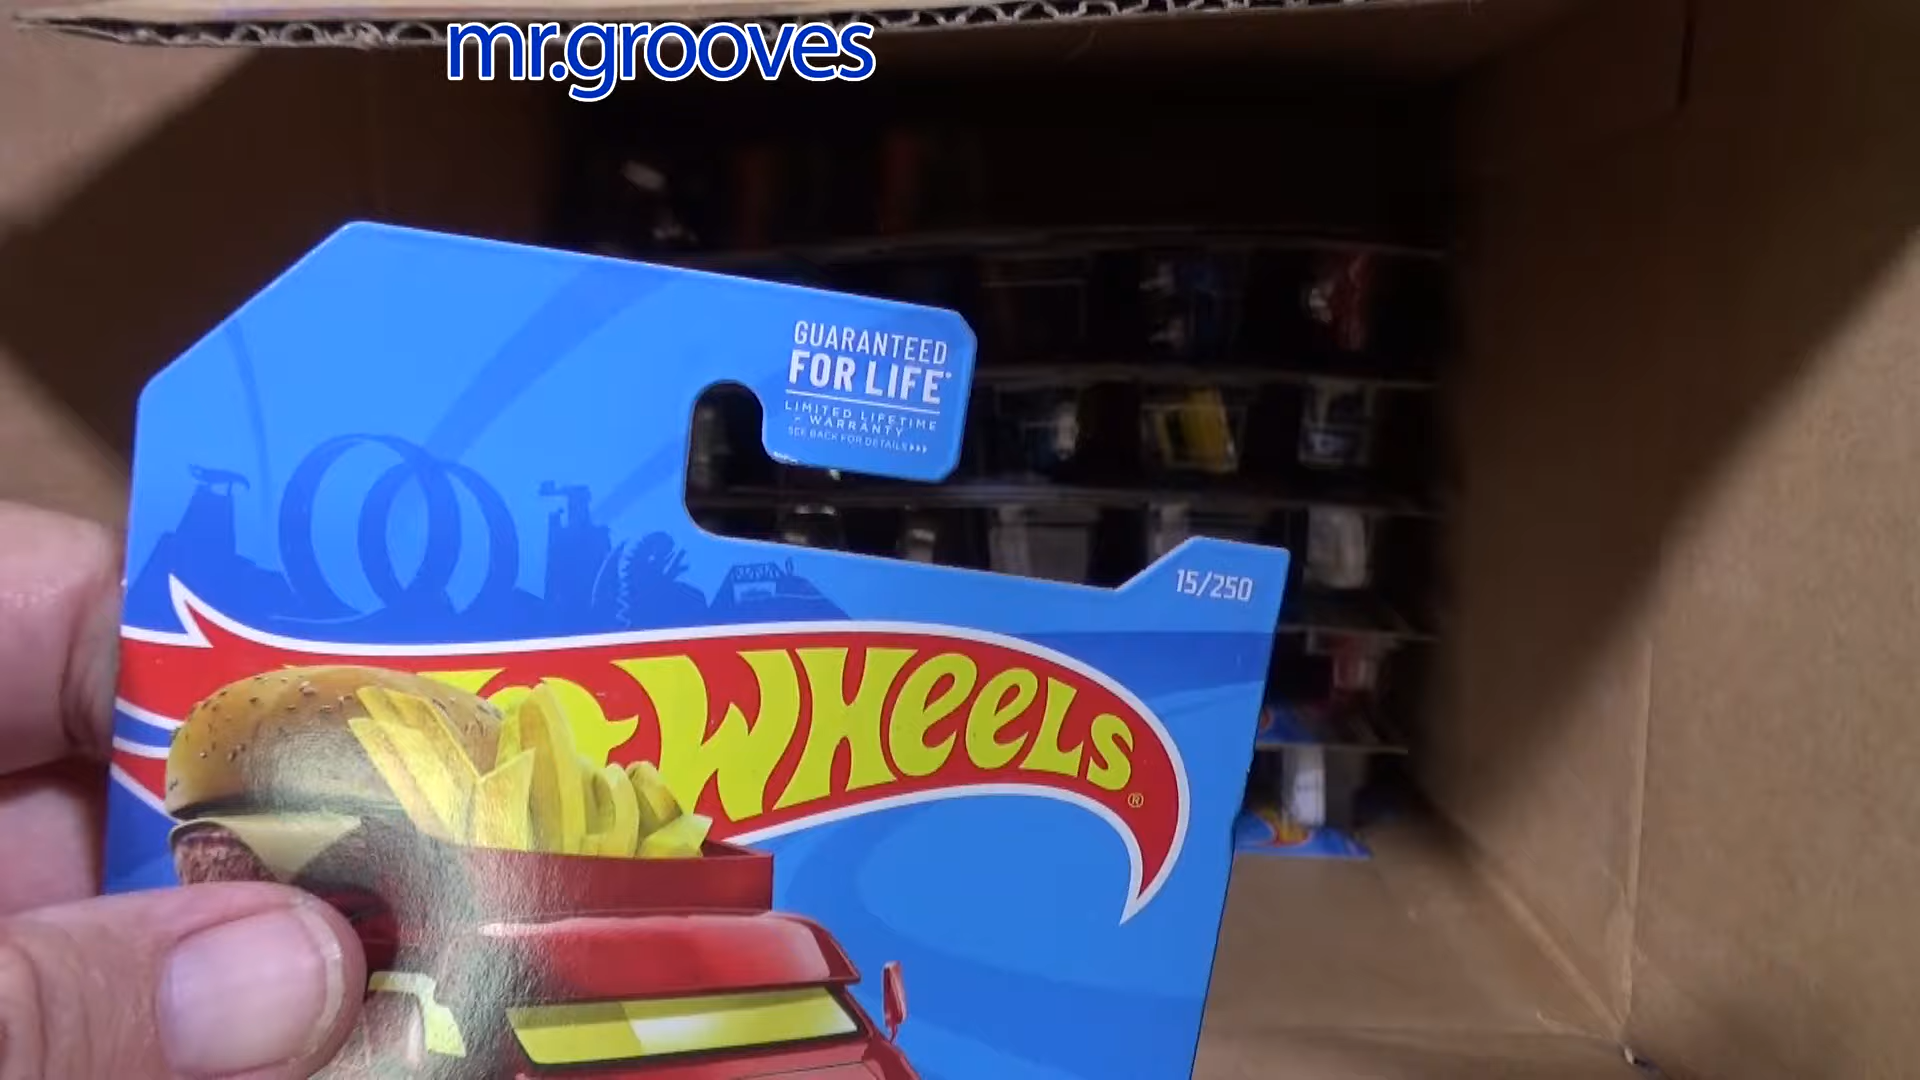 mr.grooves
GUARANTEED
FOR LIFE*
LIMITED LIFETIME
WARRANTY
SEE BACK FOR DETAILS
15/250
WHeeLs®